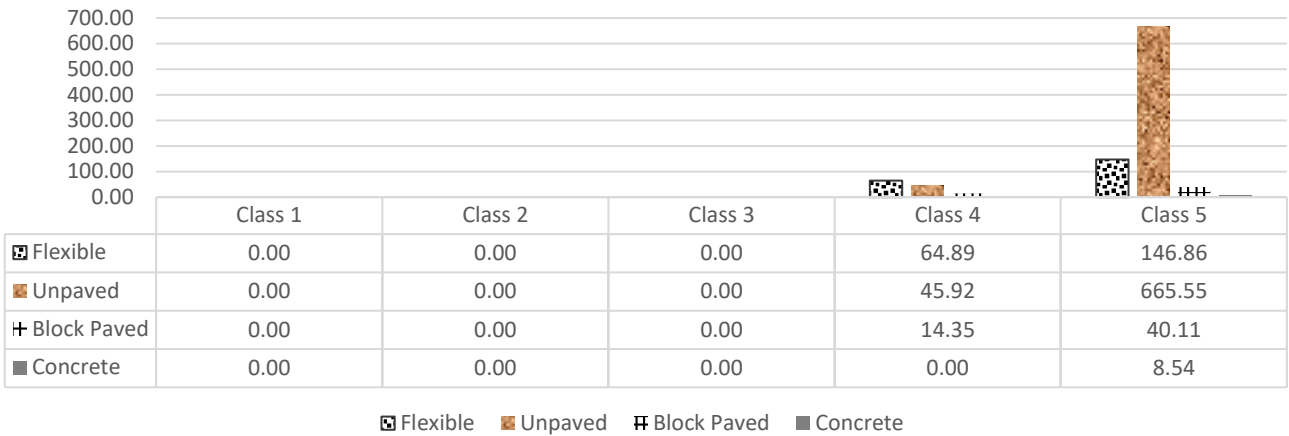 700.00
600.00
500.00
400.00
300.00
200.00
100.00
0.00
Class 1 Class 2 Class 3 Class 4 Class 5
Flexible 0.00 0.00 0.00 64.89 146.86
Unpaved 0.00 0.00 0.00 45.92 665.55
Block Paved 0.00 0.00 0.00 14.35 40.11
Concrete 0.00 0.00 0.00 0.00 8.54
Flexible Unpaved Block Paved Concrete